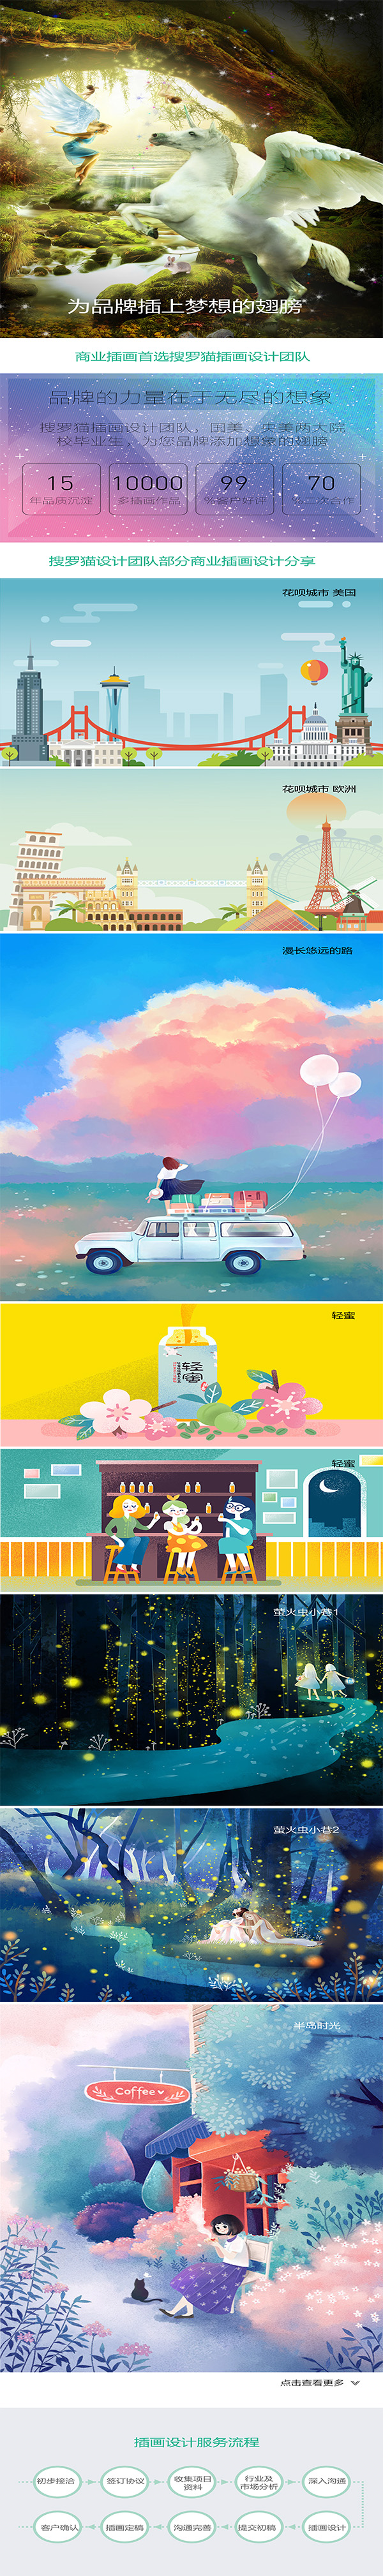 为品牌插上梦想的翅膀
商业插画首选搜罗猫插画设计团队
品牌的力量在于无尽的想象
搜罗猫插画设计团队，国美、央美两大院
校毕业生，为您品牌添加想象的翅膀
15
10000
99
70
年品质沉淀
多插画作品
%客户好评
%二次合作
搜罗猫设计团队部分商业插画设计分享
花呗城市 美国
花呗城市 欧洲
漫长悠远的路
轻蜜
轻蜜
轻蜜
萤火虫小巷1
萤火虫小巷2
半岛时光
Coffee
点击查看更多
插画设计服务流程
初步接洽
签订协议
收集项目
资料
行业及
市场分析
深入沟通
客户确认
插画定稿
沟通完善
提交初稿
插画设计